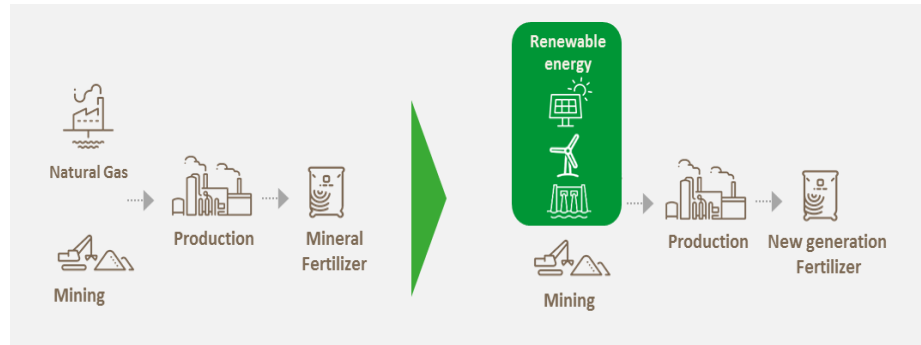 Natural Gas
Production
Mineral
Fertilizer
Mining
Renewable
energy
Production
New generation
Fertilizer
Mining